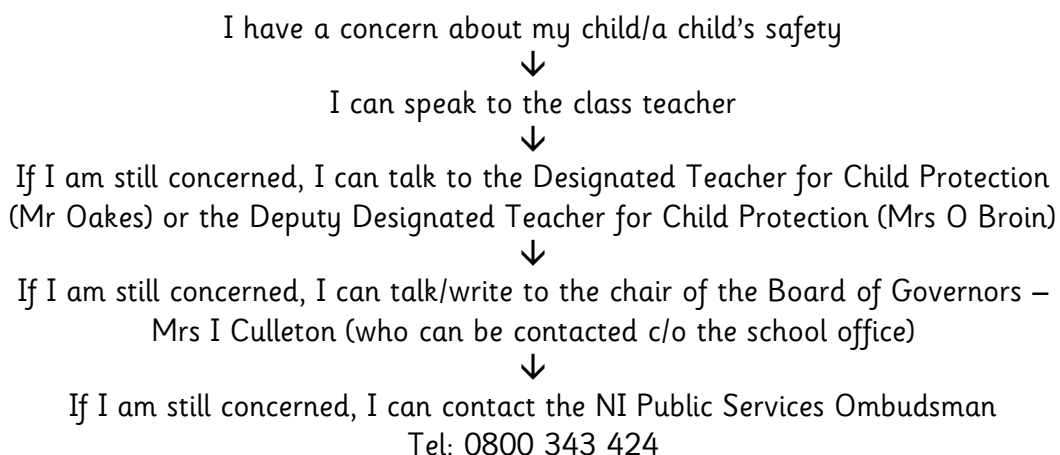 I have a concern about my child/a child's safety
↓
I can speak to the class teacher
↓
If I am still concerned, I can talk to the Designated Teacher for Child Protection
(Mr Oakes) or the Deputy Designated Teacher for Child Protection (Mrs O Broin)
↓
If I am still concerned, I can talk/write to the chair of the Board of Governors –
Mrs I Culleton (who can be contacted c/o the school office)
↓
If I am still concerned, I can contact the NI Public Services Ombudsman
Tel: 0800 343 424